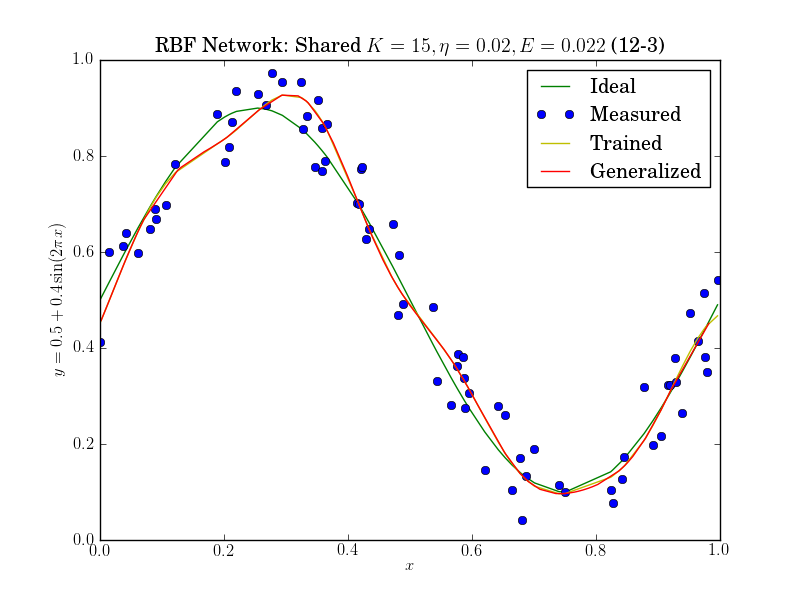 RBF Network: Shared K = 15, η = 0.02, E = 0.022 (12-3)
Ideal
Measured
Trained
Generalized
y = 0.5 + 0.4 sin(2πx)
1.0
0.8
0.6
0.4
0.2
0.0
0.0 0.2 0.4 0.6 0.8 1.0
x